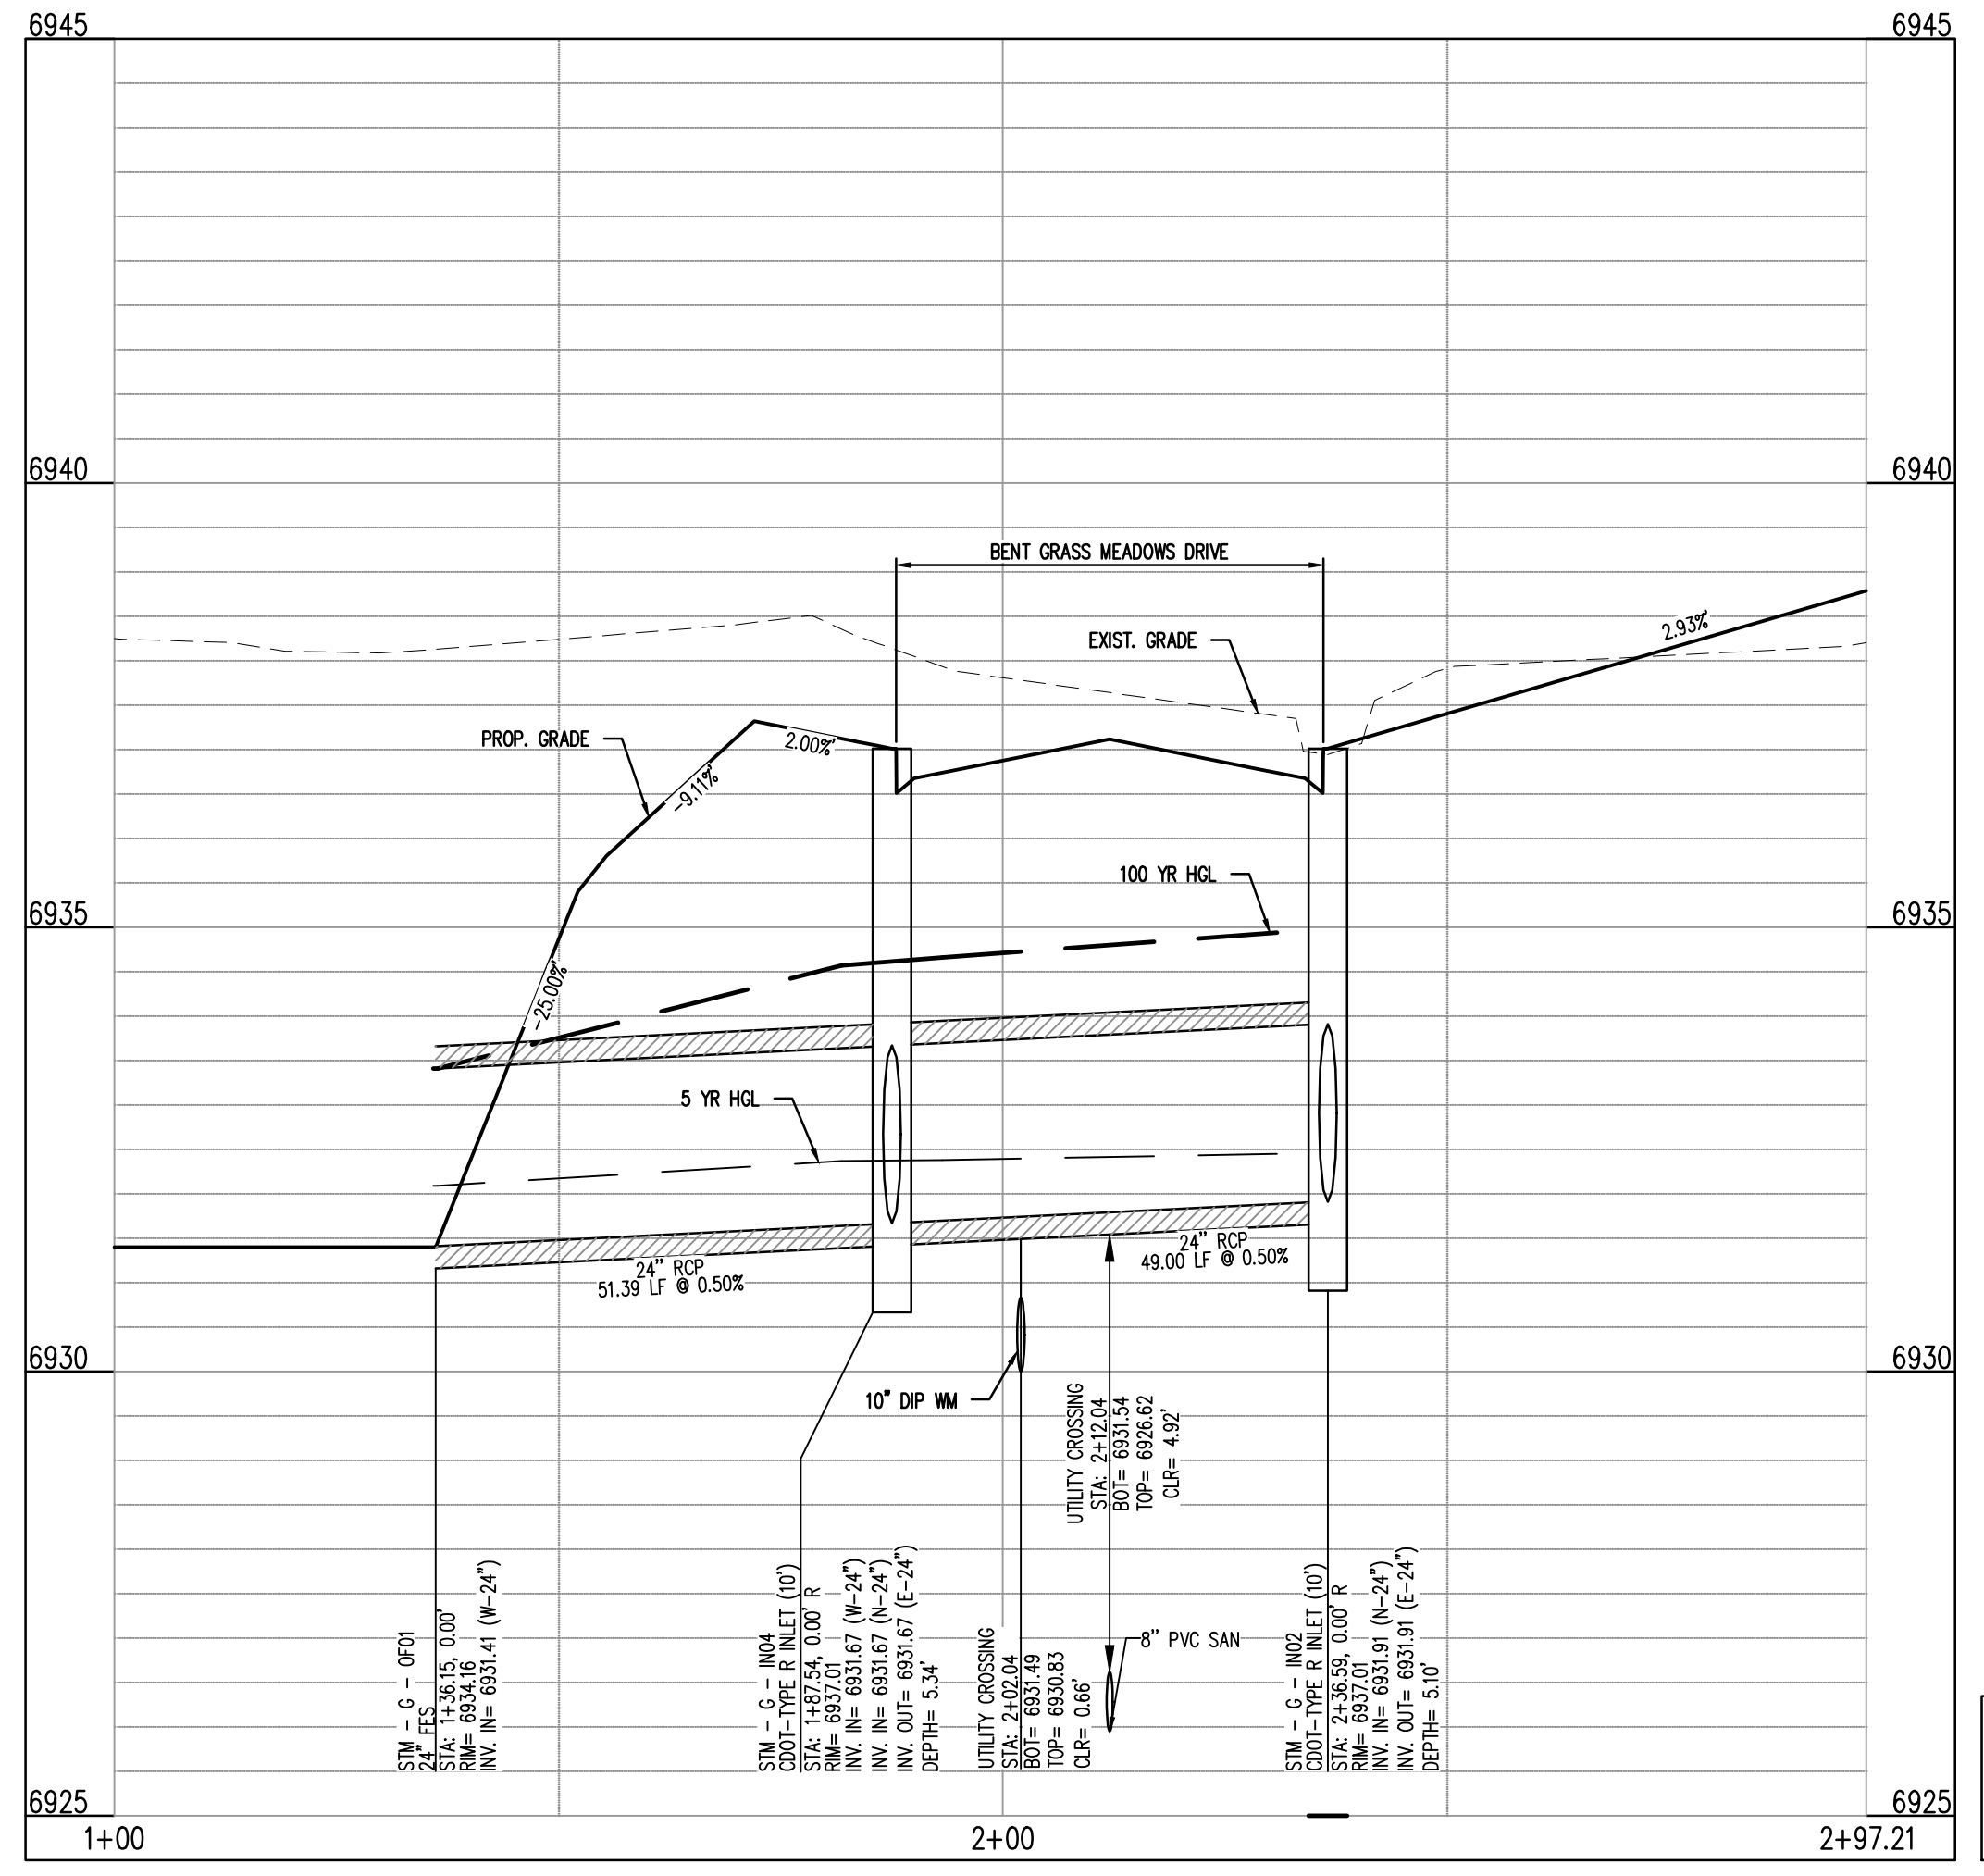 6945
6945
6940
6940
BENT GRASS MEADOWS DRIVE
EXIST. GRADE
2.93%'
PROP. GRADE
2.00%'
-9.11%'
100 YR HGL
6935
6935
-25.00%'
5 YR HGL
24" RCP
51.39 LF @ 0.50%
24" RCP
49.00 LF @ 0.50%
6930
6930
10" DIP WM
UTILITY CROSSING
STA: 2+12.04
BOT= 6931.54
TOP= 6926.62
CLR= 4.92'
8" PVC SAN
STM - G - OF01
24" FES
STA: 1+36.15, 0.00'
RIM= 6934.16
INV. IN= 6931.41 (W-24")
STM - G - IN04
CDOT-TYPE R INLET (10')
STA: 1+87.54, 0.00' R
RIM= 6937.01
INV. IN= 6931.67 (W-24")
INV. IN= 6931.67 (N-24")
INV. OUT= 6931.67 (E-24")
DEPTH= 5.34'
UTILITY CROSSING
STA: 2+02.04
BOT= 6931.49
TOP= 6930.83
CLR= 0.66'
STM - G - IN02
CDOT-TYPE R INLET (10')
STA: 2+36.59, 0.00' R
RIM= 6937.01
INV. IN= 6931.91 (N-24")
INV. OUT= 6931.91 (E-24")
DEPTH= 5.10'
6925
6925
1+00
2+00
2+97.21